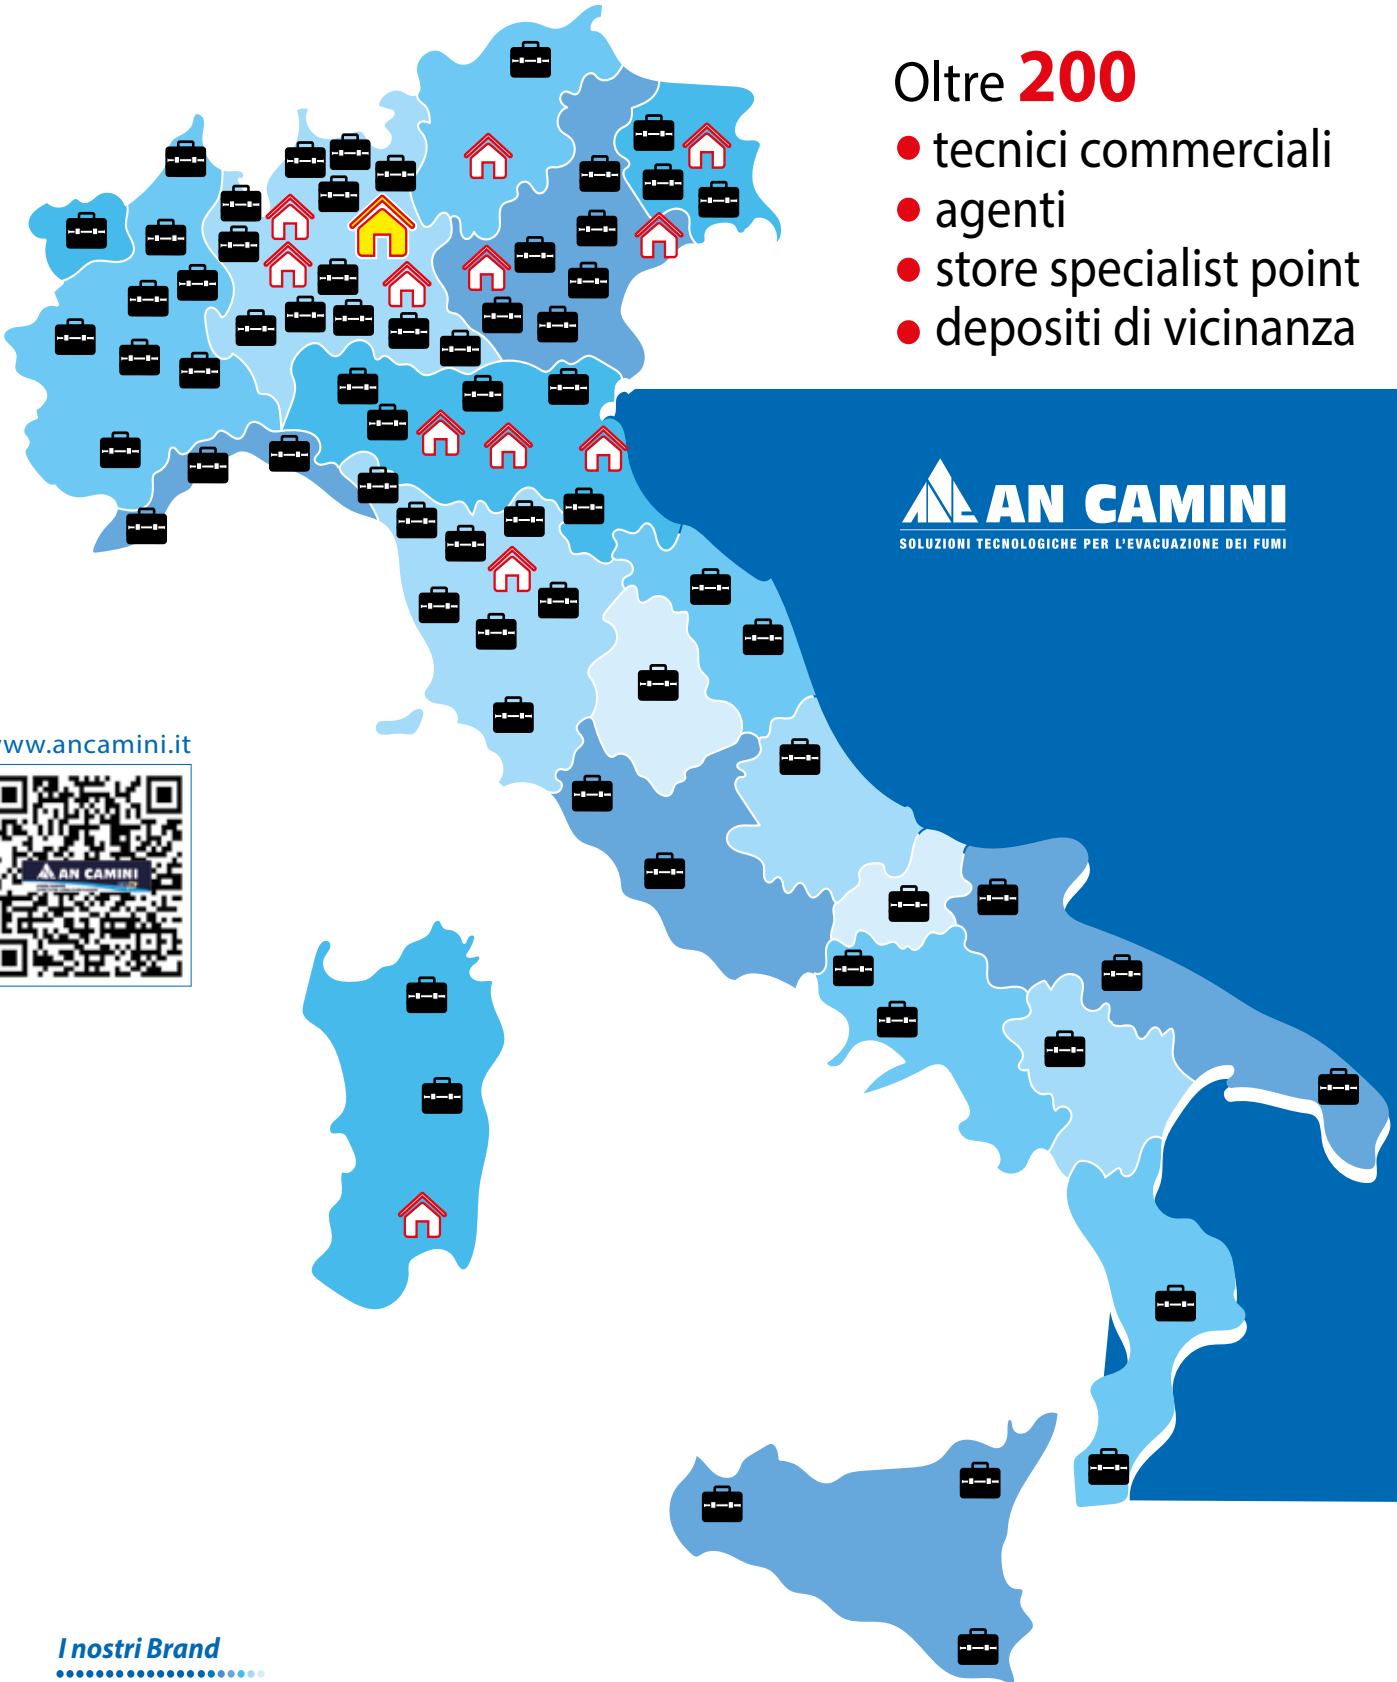 Oltre 200
• tecnici commerciali
• agenti
• store specialist point
• depositi di vicinanza
AN CAMINI
SOLUZIONI TECNOLOGICHE PER L'EVACUAZIONE DEI FUMI
www.ancamini.it
AN CAMINI
I nostri Brand